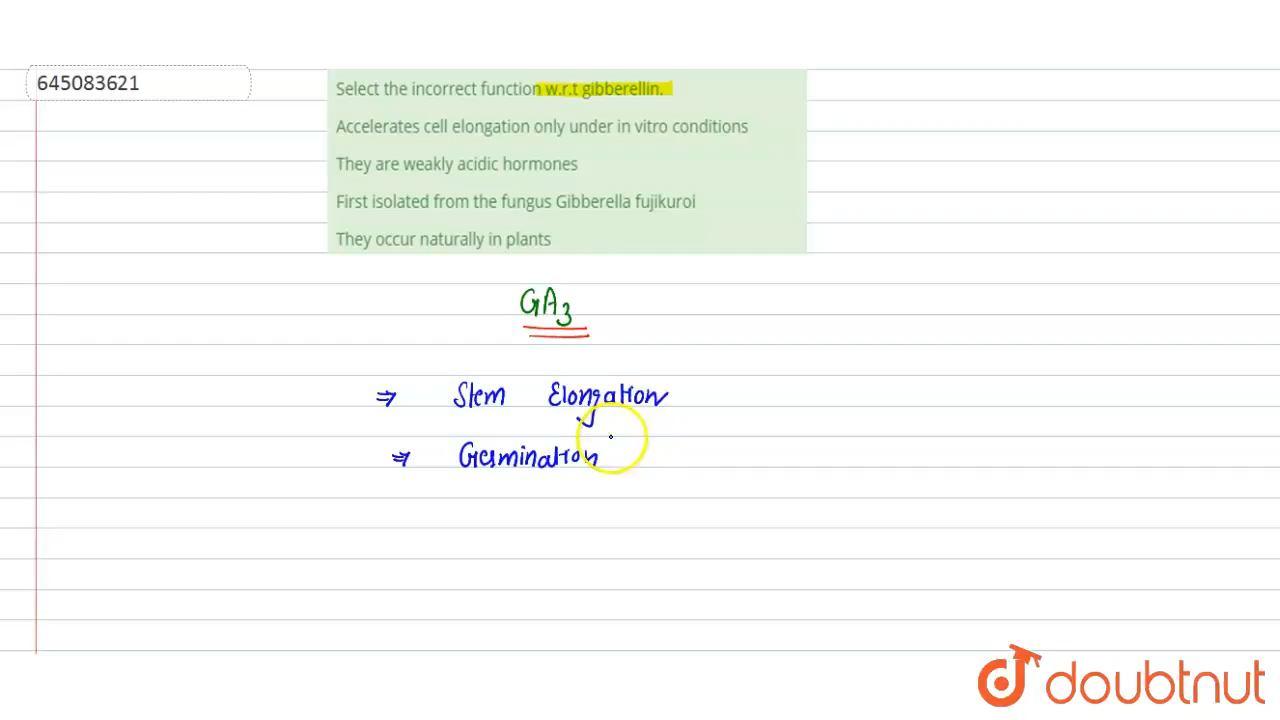 645083621
Select the incorrect function w.r.t gibberellin.
Accelerates cell elongation only under in vitro conditions
They are weakly acidic hormones
First isolated from the fungus Gibberella fujikuroi
They occur naturally in plants
GA3
⇒ Stem Elongation
⇒ Germination
doubtnut